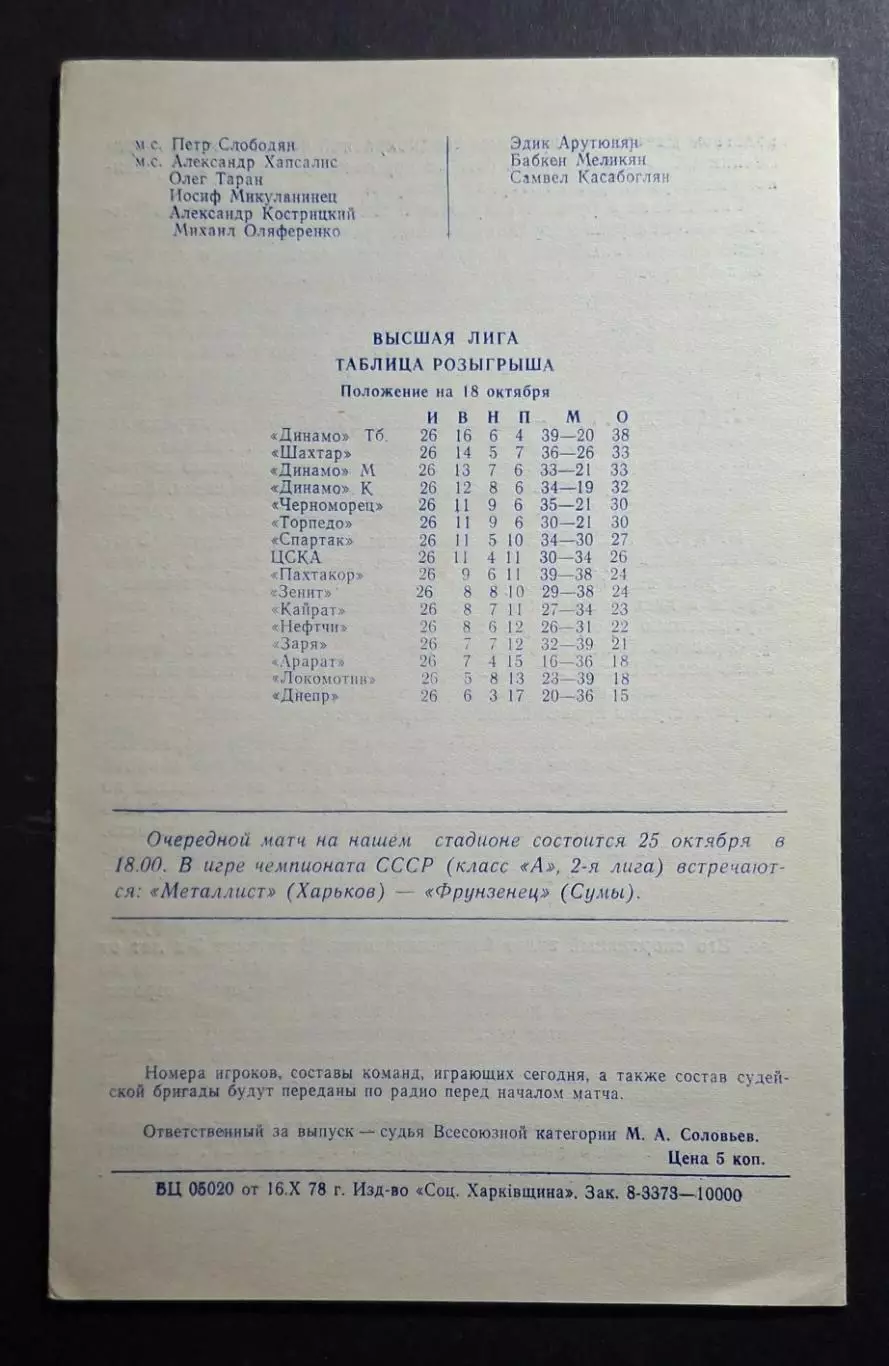 м с. Петр Слободян
м.с. Александр Хапсалис
Олег Таран
Иосиф Микуланинец
Александр Кострицкий
Михаил Оляференко
Эдик Арутюнян
Бабкен Меликян
Самвел Касабоглян
ВЫСШАЯ ЛИГА
ТАБЛИЦА РОЗЫГРЫША
Положение на 18 октября
И В Н П М О
«Динамо» Тб. 26 16 6 4 39—20 38
«Шахтар» 26 14 5 7 36—26 33
«Динамо» М 26 13 7 6 33—21 33
«Динамо» К 26 12 8 6 34—19 32
«Черноморец» 26 11 9 6 35—21 30
«Торпедо» 26 11 9 6 30—21 30
«Спартак» 26 11 5 10 34—30 27
ЦСКА 26 11 4 11 30—34 26
«Пахтакор» 26 9 6 11 39—38 24
«Зенит» 26 8 8 10 29—38 24
«Кайрат» 26 8 7 11 27—34 23
«Нефтчи» 26 8 6 12 26—31 22
«Заря» 26 7 7 12 32—39 21
«Арарат» 26 7 4 15 16—36 18
«Локомотив» 26 5 8 13 23—39 18
«Днепр» 26 6 3 17 20—36 15
Очередной матч на нашем стадионе состоится 25 октября в
18.00. В игре чемпионата СССР (класс «А», 2-я лига) встречают-
ся: «Металлист» (Харьков) — «Фрунзенец» (Сумы).
Номера игроков, составы команд, играющих сегодня, а также состав судей-
ской бригады будут переданы по радио перед началом матча.
Ответственный за выпуск — судья Всесоюзной категории М. А. Соловьев.
Цена 5 коп.
БЦ 05020 от 16.X 78 г. Изд-во «Соц. Харківщина». Зак. 8-3373—10000